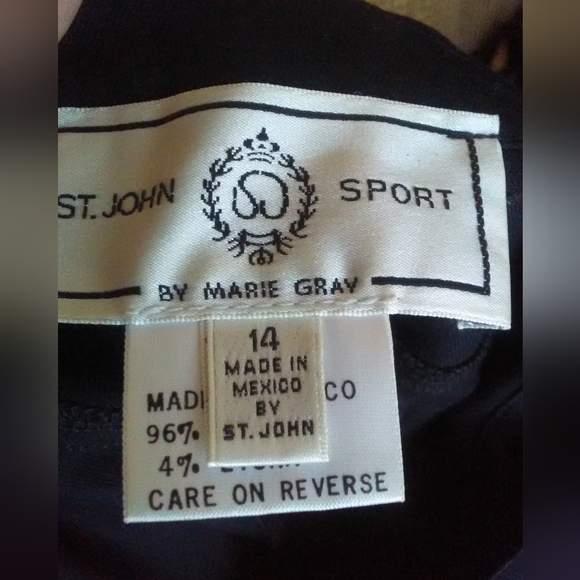 ST. JOHN SPORT
BY MARIE GRAY
14
MADE IN
MEXICO
BY
ST. JOHN
MAD CO
96%
4%
CARE ON REVERSE